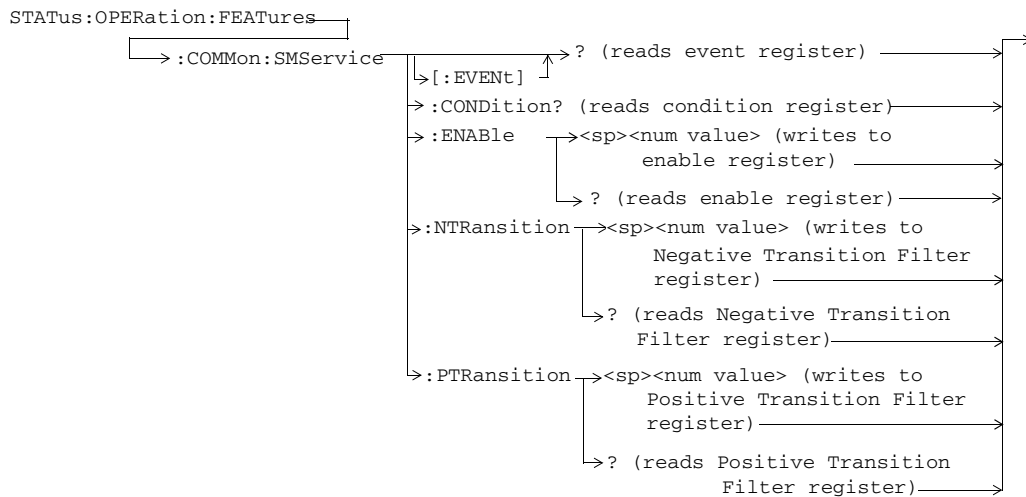 STATus:OPERation:FEATures
:COMMon:SMService
? (reads event register)
[:EVENt]
:CONDition? (reads condition register)
:ENABle
<sp><num value> (writes to
enable register)
? (reads enable register)
:NTRansition
<sp><num value> (writes to
Negative Transition Filter
register)
? (reads Negative Transition
Filter register)
:PTRansition
<sp><num value> (writes to
Positive Transition Filter
register)
? (reads Positive Transition
Filter register)